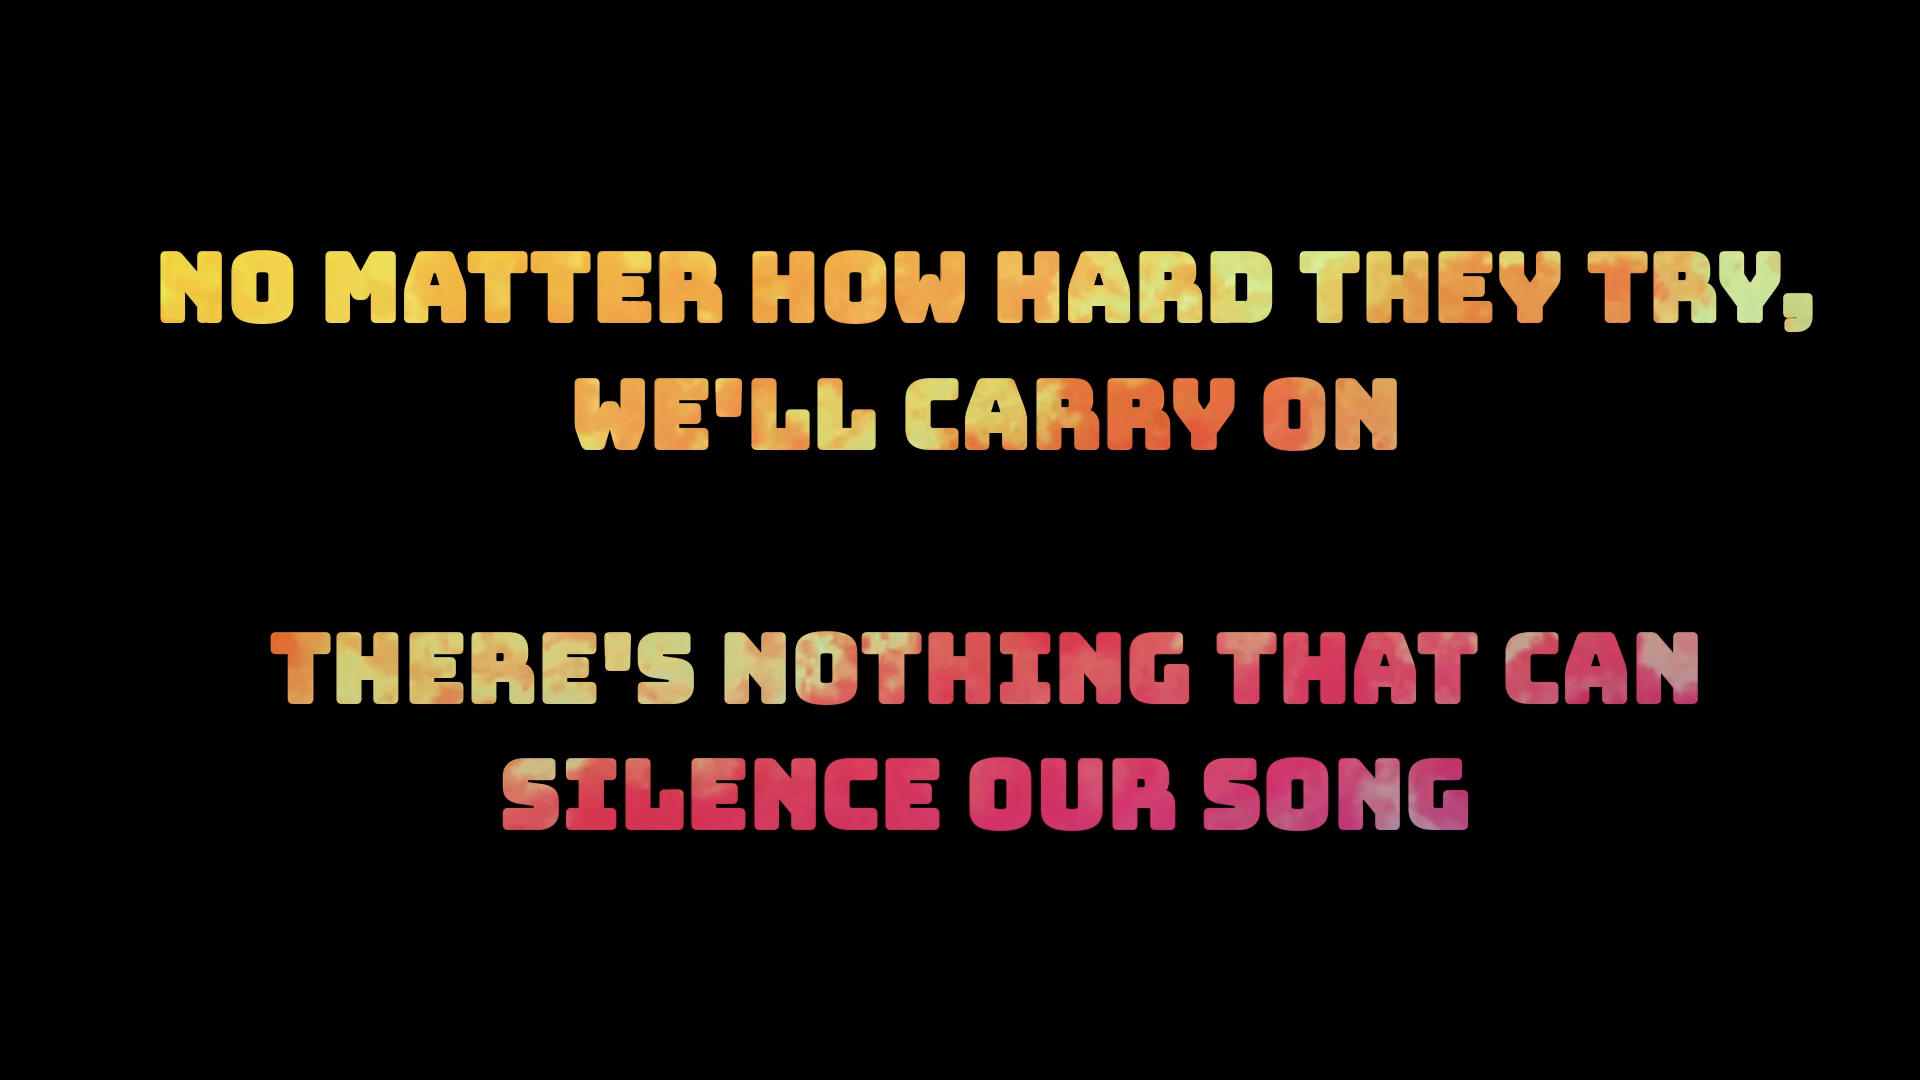 NO MATTER HOW HARD THEY TRY,
WE'LL CARRY ON
THERE'S NOTHING THAT CAN
SILENCE OUR SONG